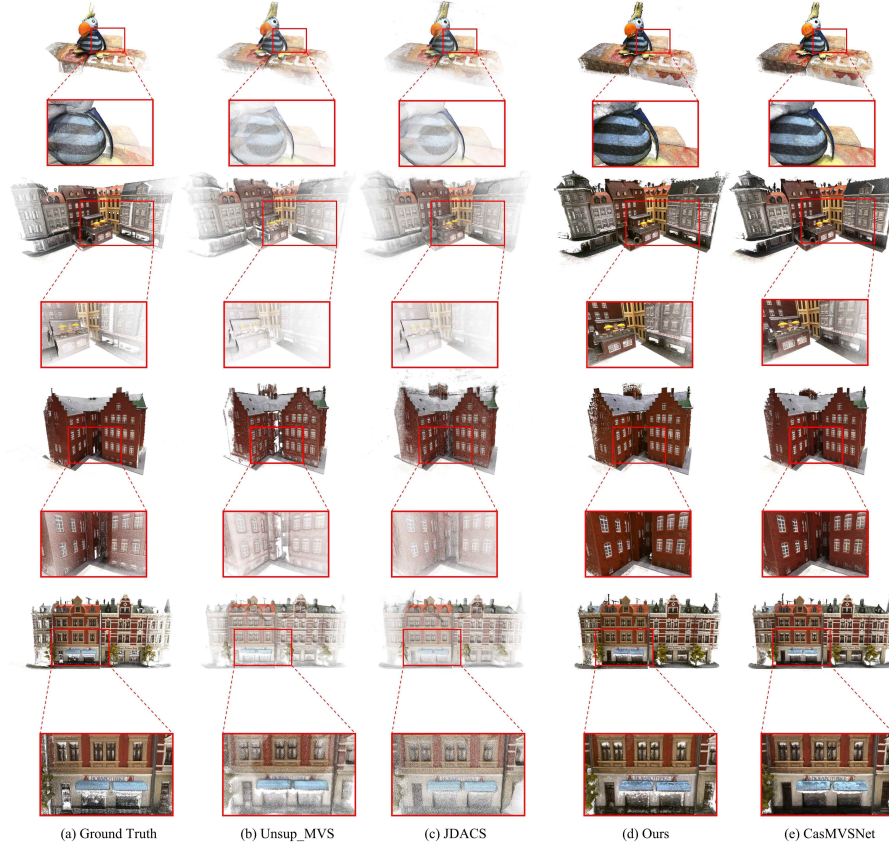 (a) Ground Truth
(b) Unsup_MVS
(c) JDACS
(d) Ours
(e) CasMVSNet